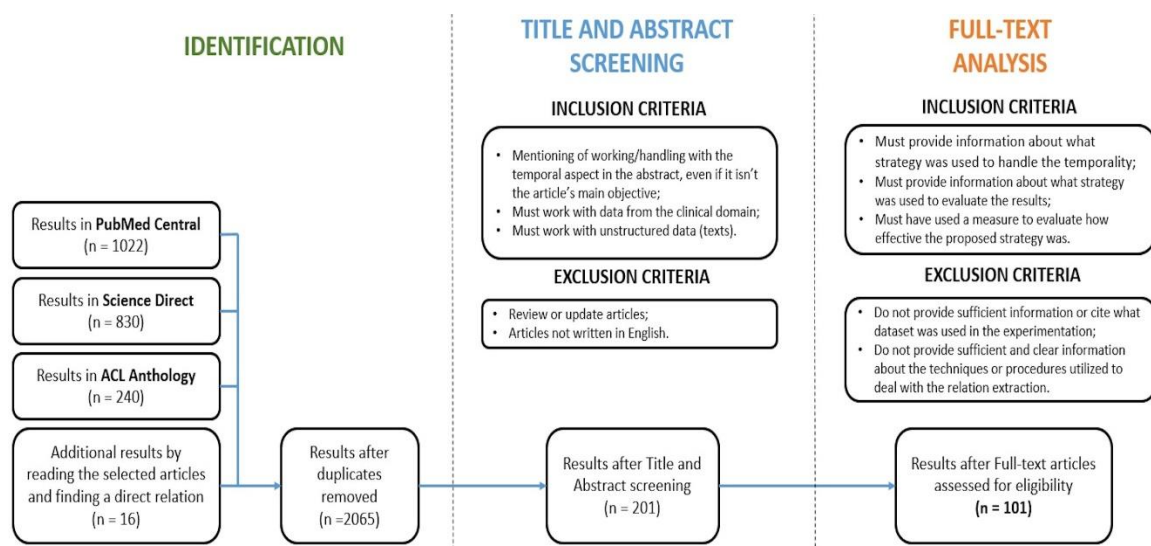 IDENTIFICATION
Results in PubMed Central
(n = 1022)
Results in Science Direct
(n = 830)
Results in ACL Anthology
(n = 240)
Additional results by
reading the selected articles
and finding a direct relation
(n = 16)
Results after
duplicates
removed
(n =2065)
TITLE AND ABSTRACT
SCREENING
INCLUSION CRITERIA
• Mentioning of working/handling with the
temporal aspect in the abstract, even if it isn't
the article's main objective;
• Must work with data from the clinical domain;
• Must work with unstructured data (texts).
EXCLUSION CRITERIA
• Review or update articles;
• Articles not written in English.
Results after Title and
Abstract screening
(n = 201)
FULL-TEXT
ANALYSIS
INCLUSION CRITERIA
• Must provide information about what
strategy was used to handle the temporality;
• Must provide information about what strategy
was used to evaluate the results;
• Must have used a measure to evaluate how
effective the proposed strategy was.
EXCLUSION CRITERIA
• Do not provide sufficient information or cite what
dataset was used in the experimentation;
• Do not provide sufficient and clear information
about the techniques or procedures utilized to
deal with the relation extraction.
Results after Full-text articles
assessed for eligibility
(n = 101)